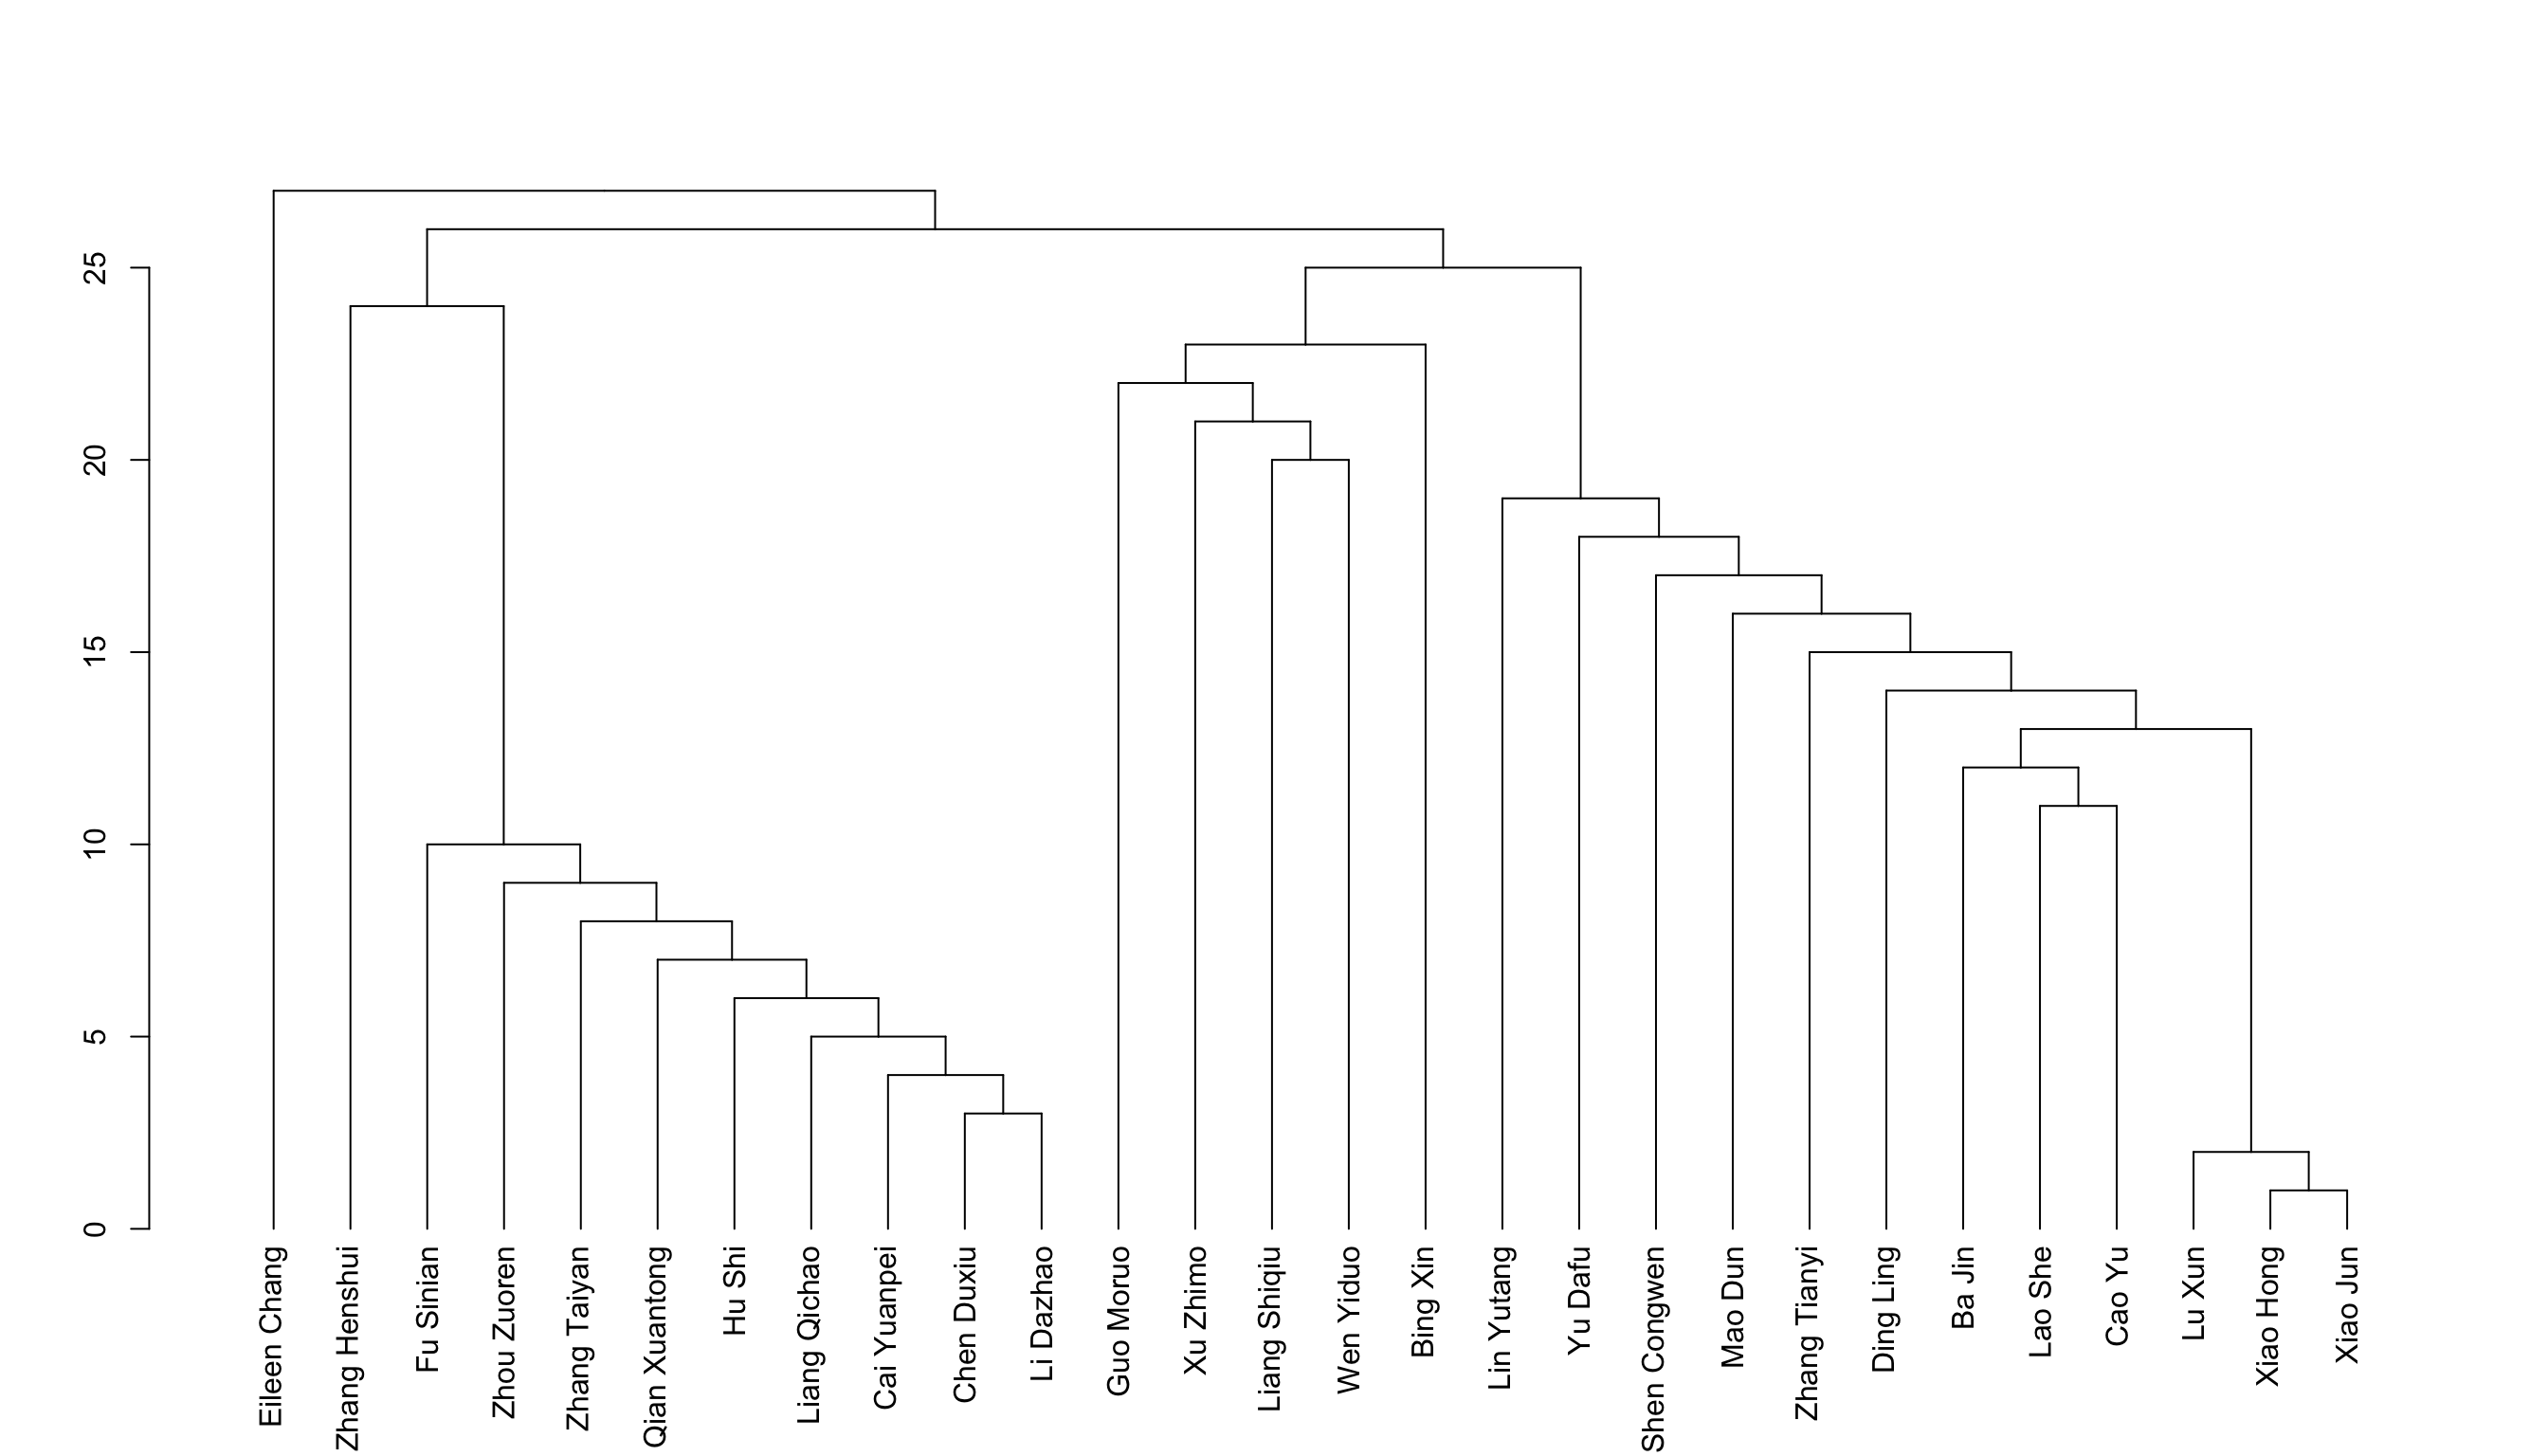 25
20
15
10
5
0
Eileen Chang
Zhang Henshui
Fu Sinian
Zhou Zuoren
Zhang Taiyan
Qian Xuantong
Hu Shi
Liang Qichao
Cai Yuanpei
Chen Duxiu
Li Dazhao
Guo Moruo
Xu Zhimo
Liang Shiqiu
Wen Yiduo
Bing Xin
Lin Yutang
Yu Dafu
Shen Congwen
Mao Dun
Zhang Tianyi
Ding Ling
Ba Jin
Lao She
Cao Yu
Lu Xun
Xiao Hong
Xiao Jun